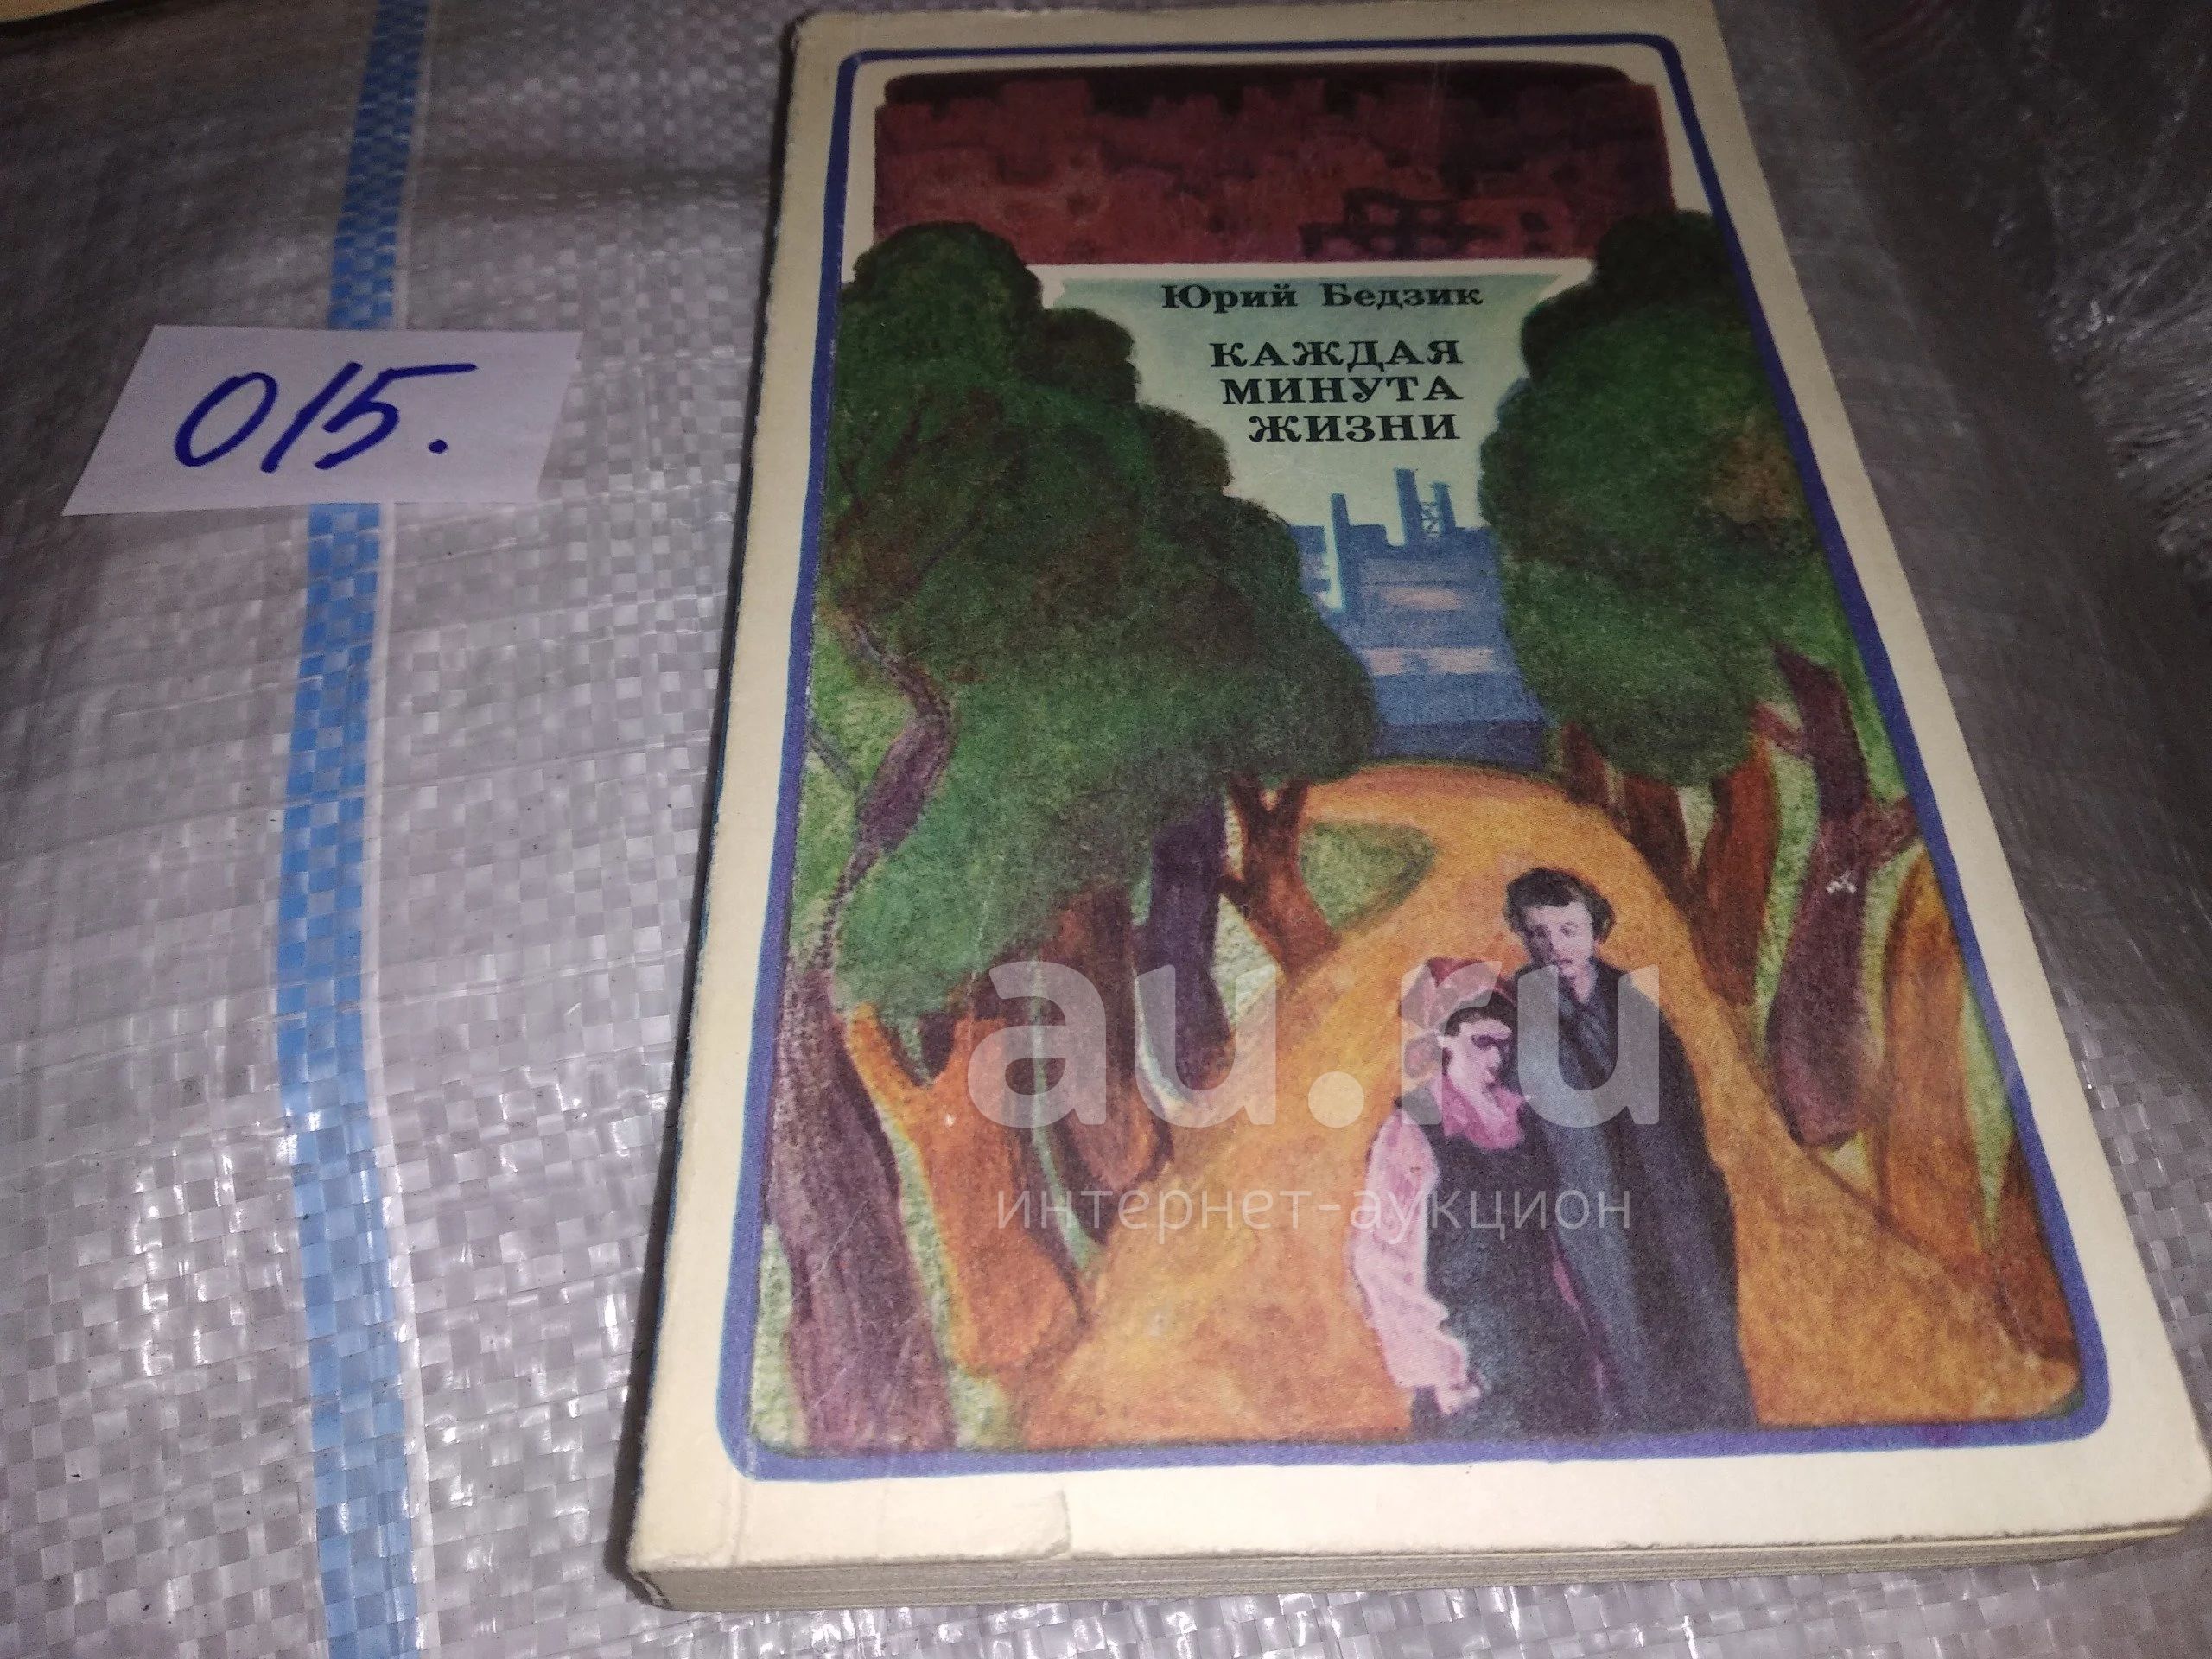 Юрий Бедзик
КАЖДАЯ
МИНУТА
ЖИЗНИ
015.
au.ru
интернет-аукцион